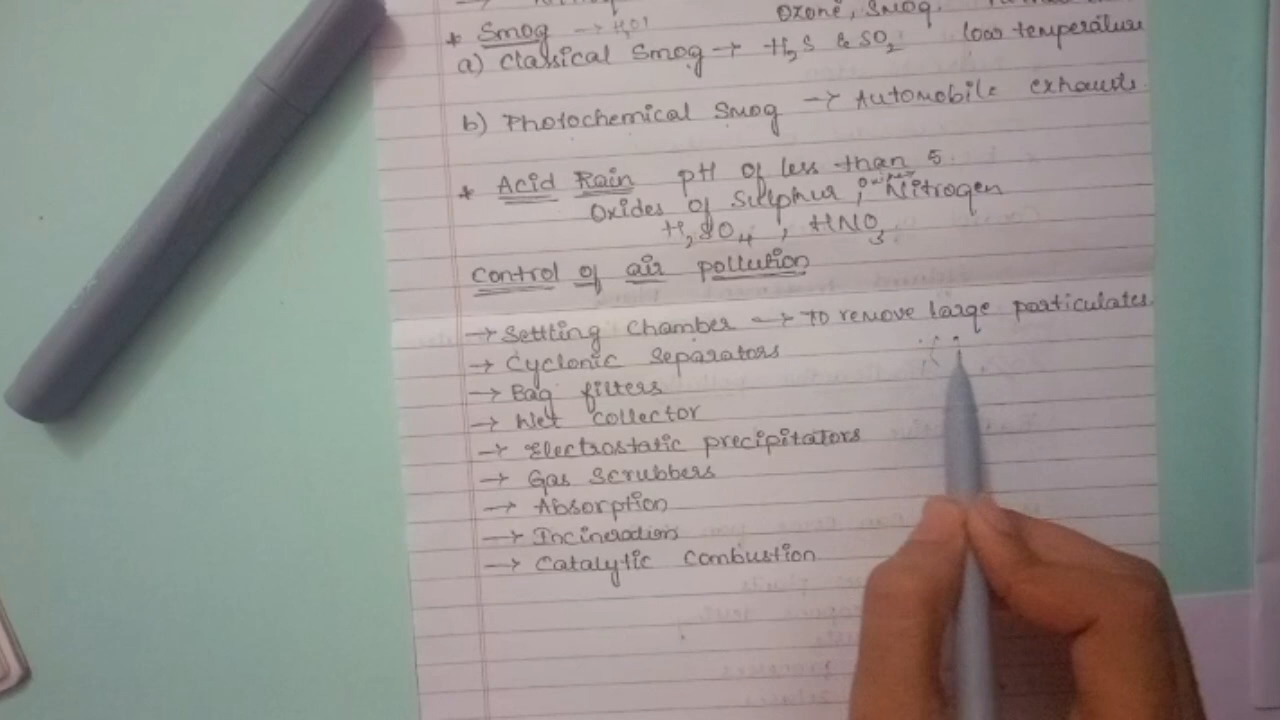 Ozone, Smog.
* Smog →
a) Classical Smog → H2S & SO2 low temperature
b) Photochemical Smog → Automobile exhausts
* Acid Rain pH of less than 5
Oxides of Sulphur, Nitrogen
H2SO4, HNO3
Control of air pollution
→ Settling Chamber → to remove large particulates
→ Cyclonic Separators
→ Bag filters
→ Wet collector
→ Electrostatic precipitators
→ Gas Scrubbers
→ Absorption
→ Incineration
→ Catalytic Combustion